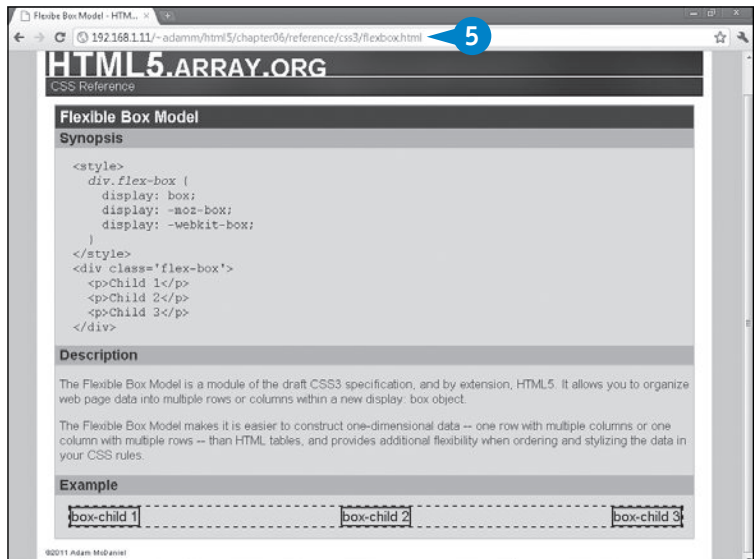 Flexibe Box Model - HTM...
192.168.1.11/~adamm/html5/chapter06/reference/css3/flexbox.html
5
HTML5.ARRAY.ORG
CSS Reference
Flexible Box Model
Synopsis
<style>
div.flex-box {
display: box;
display: -moz-box;
display: -webkit-box;
}
</style>
<div class='flex-box'>
<p>Child 1</p>
<p>Child 2</p>
<p>Child 3</p>
</div>
Description
The Flexible Box Model is a module of the draft CSS3 specification, and by extension, HTML5. It allows you to organize
web page data into multiple rows or columns within a new display: box object.
The Flexible Box Model makes it is easier to construct one-dimensional data -- one row with multiple columns or one
column with multiple rows -- than HTML tables, and provides additional flexibility when ordering and stylizing the data in
your CSS rules.
Example
box-child 1 box-child 2 box-child 3
©2011 Adam McDaniel